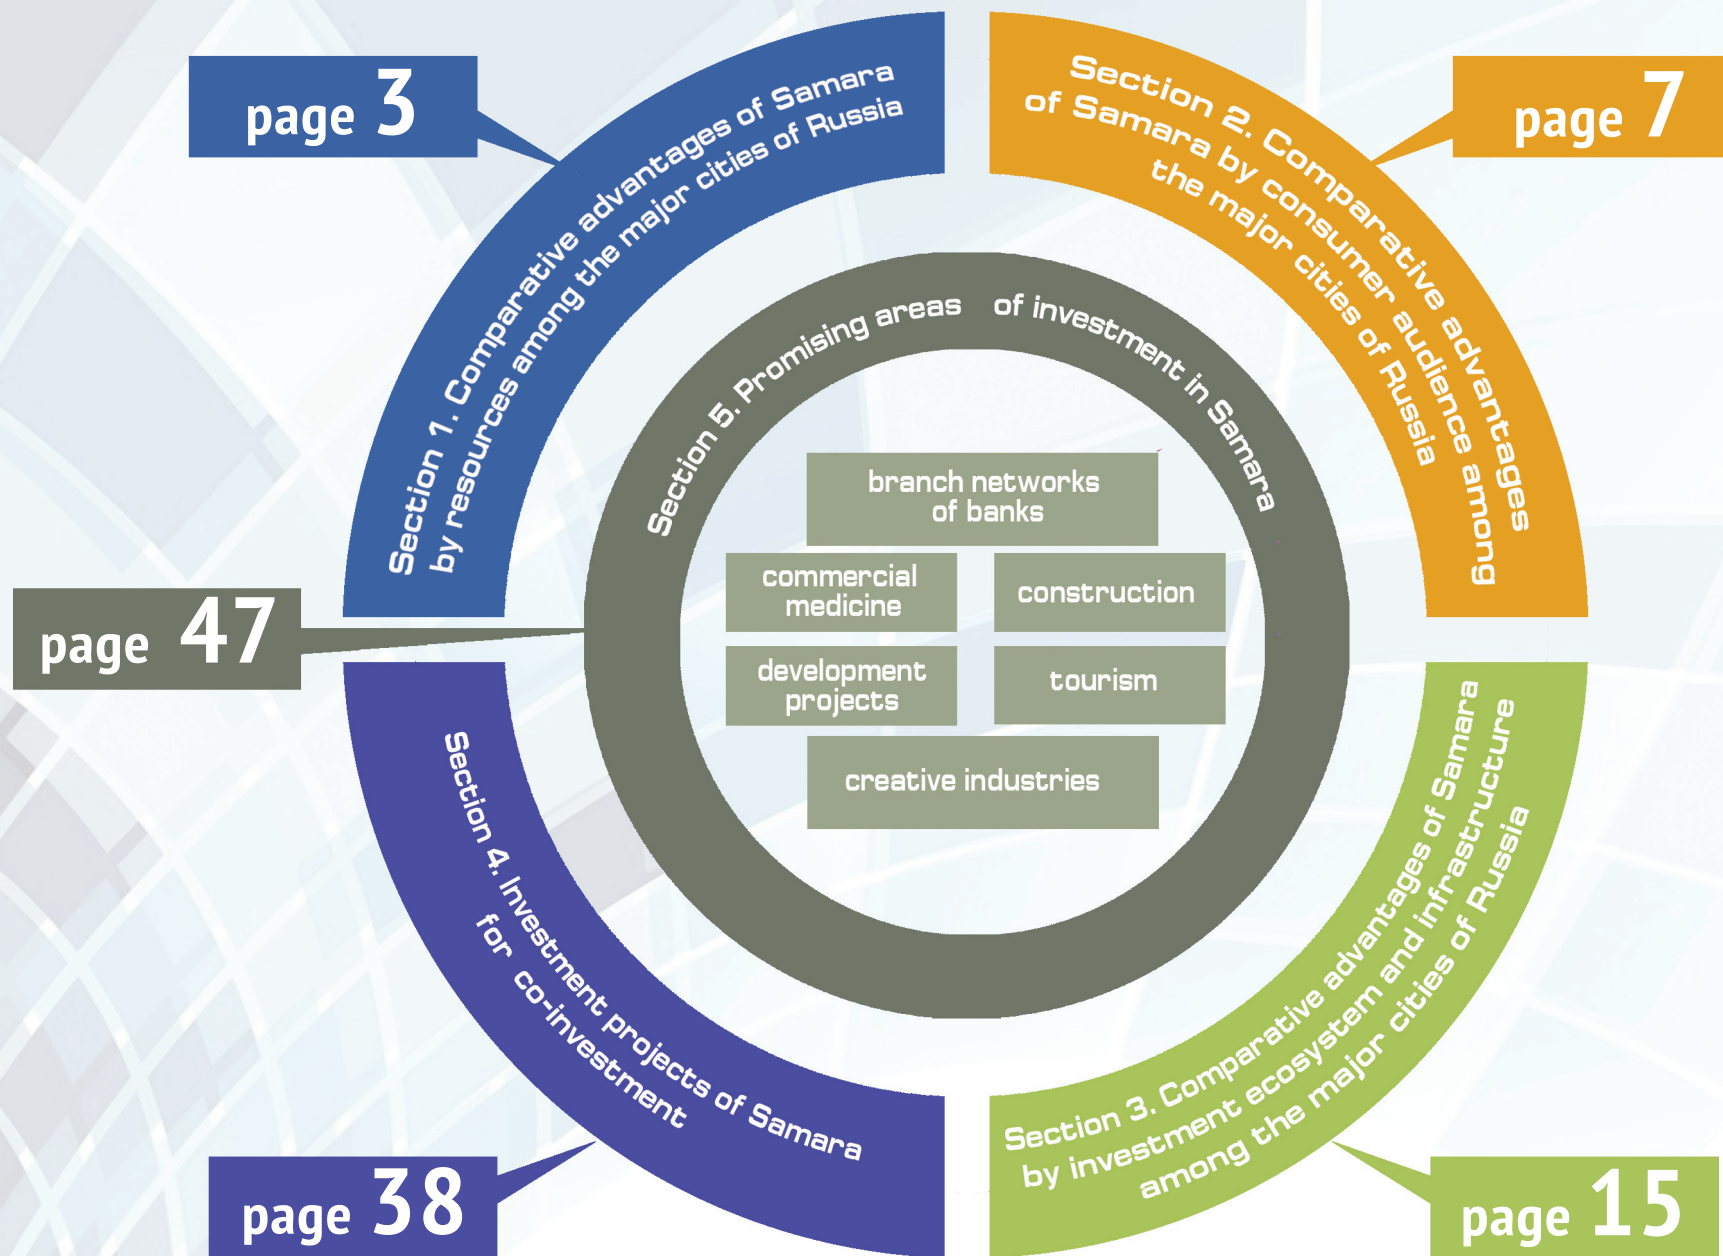 page 3
Section 1. Comparative advantages of Samara
by resources among the major cities of Russia
page 7
Section 2. Comparative advantages
of Samara by consumer audience among
the major cities of Russia
page 47
Section 5. Promising areas of investment in Samara
branch networks
of banks
commercial
medicine
construction
development
projects
tourism
creative industries
Section 4. Investment projects of Samara
for co-investment
page 38
Section 3. Comparative advantages of Samara
by investment ecosystem and infrastructure
among the major cities of Russia
page 15